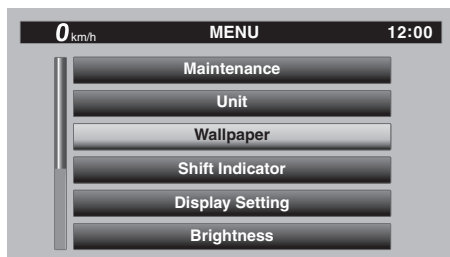 0 km/h MENU 12:00
Maintenance
Unit
Wallpaper
Shift Indicator
Display Setting
Brightness